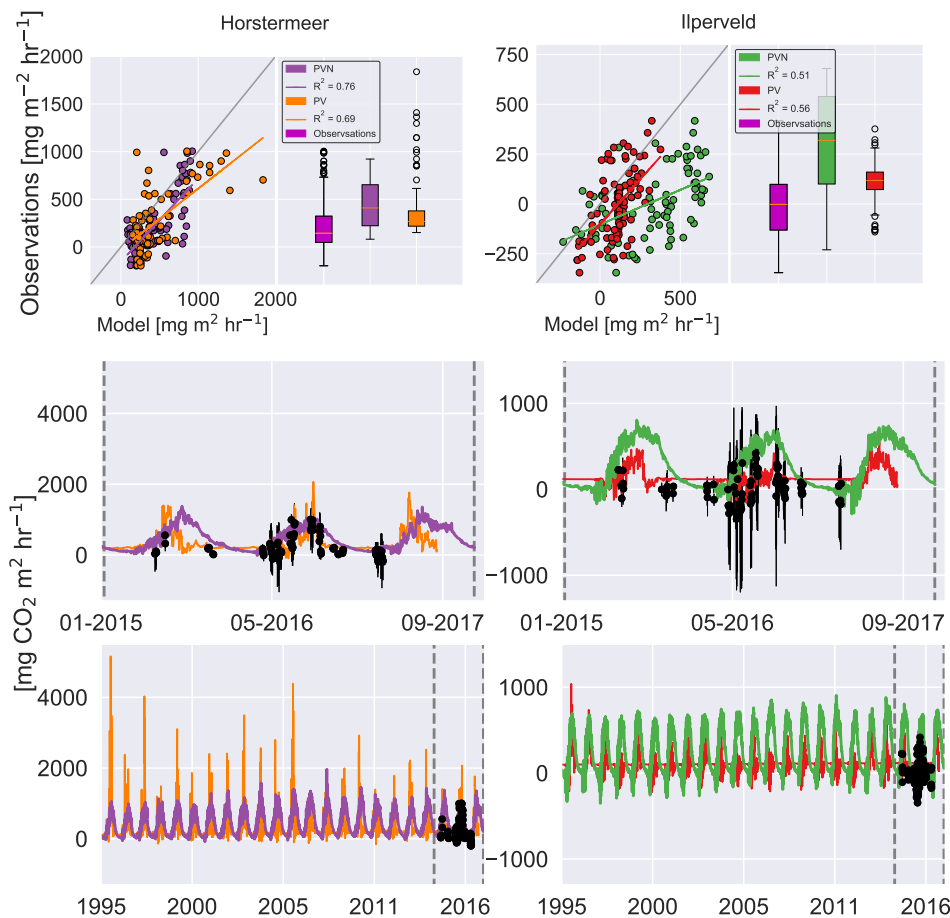 Horstermeer
Ilperveld
Observations [mg m⁻² hr⁻¹]
2000
1500
1000
500
0
PVN
R² = 0.76
PV
R² = 0.69
Observsations
0
1000
2000
Model [mg m² hr⁻¹]
750
500
250
0
−250
PVN
R² = 0.51
PV
R² = 0.56
Observsations
0
500
Model [mg m² hr⁻¹]
[mg CO₂ m² hr⁻¹]
4000
2000
0
01-2015
05-2016
09-2017
1000
0
−1000
01-2015
05-2016
09-2017
4000
2000
0
1995
2000
2005
2011
2016
1000
0
−1000
1995
2000
2005
2011
2016